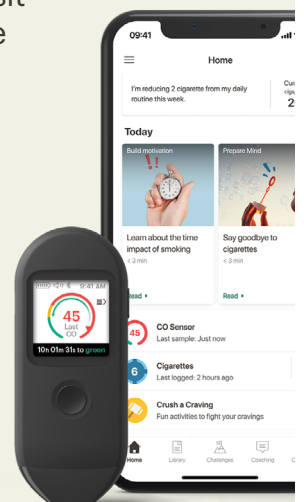 09:41
Home
I'm reducing 2 cigarette from my daily
routine this week.
Today
Build motivation
Prepare Mind
Learn about the time
impact of smoking
< 3 min
Read
Say goodbye to
cigarettes
< 3 min
Read
45
CO Sensor
Last sample: Just now
6
Cigarettes
Last logged: 2 hours ago
Crush a Craving
Fun activities to fight your cravings
Home
Library
Challenges
Coaching
9:41 AM
45
Last
CO
10h 01m 31s to green